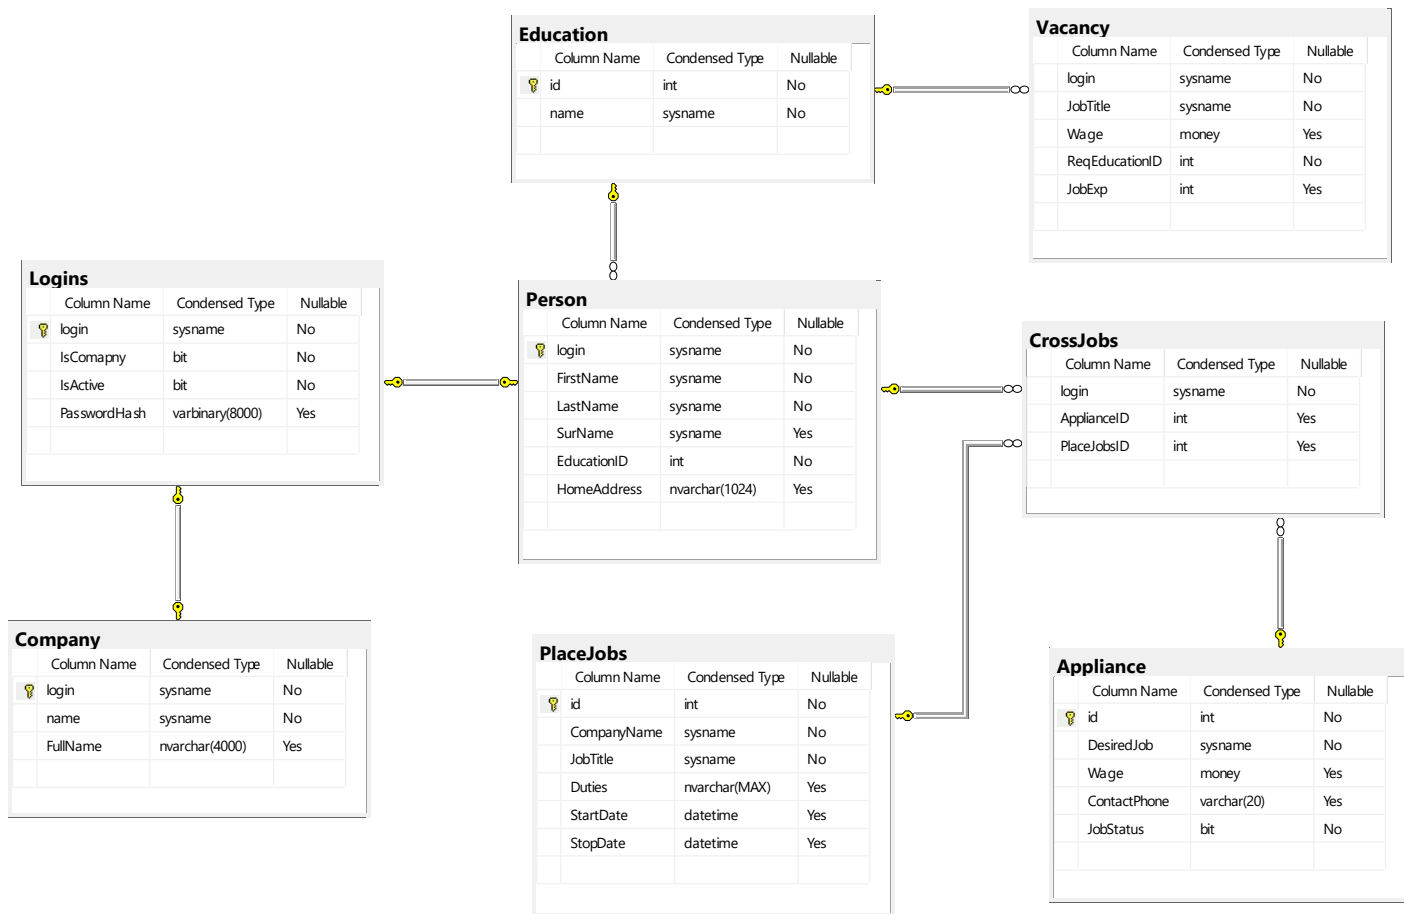 Education
Column Name Condensed Type Nullable
id int No
name sysname No
Vacancy
Column Name Condensed Type Nullable
login sysname No
JobTitle sysname No
Wage money Yes
ReqEducationID int No
JobExp int Yes
Logins
Column Name Condensed Type Nullable
login sysname No
IsComapny bit No
IsActive bit No
PasswordHash varbinary(8000) Yes
Person
Column Name Condensed Type Nullable
login sysname No
FirstName sysname No
LastName sysname No
SurName sysname Yes
EducationID int No
HomeAddress nvarchar(1024) Yes
CrossJobs
Column Name Condensed Type Nullable
login sysname No
ApplianceID int Yes
PlaceJobsID int Yes
Company
Column Name Condensed Type Nullable
login sysname No
name sysname No
FullName nvarchar(4000) Yes
PlaceJobs
Column Name Condensed Type Nullable
id int No
CompanyName sysname No
JobTitle sysname No
Duties nvarchar(MAX) Yes
StartDate datetime Yes
StopDate datetime Yes
Appliance
Column Name Condensed Type Nullable
id int No
DesiredJob sysname No
Wage money Yes
ContactPhone varchar(20) Yes
JobStatus bit No